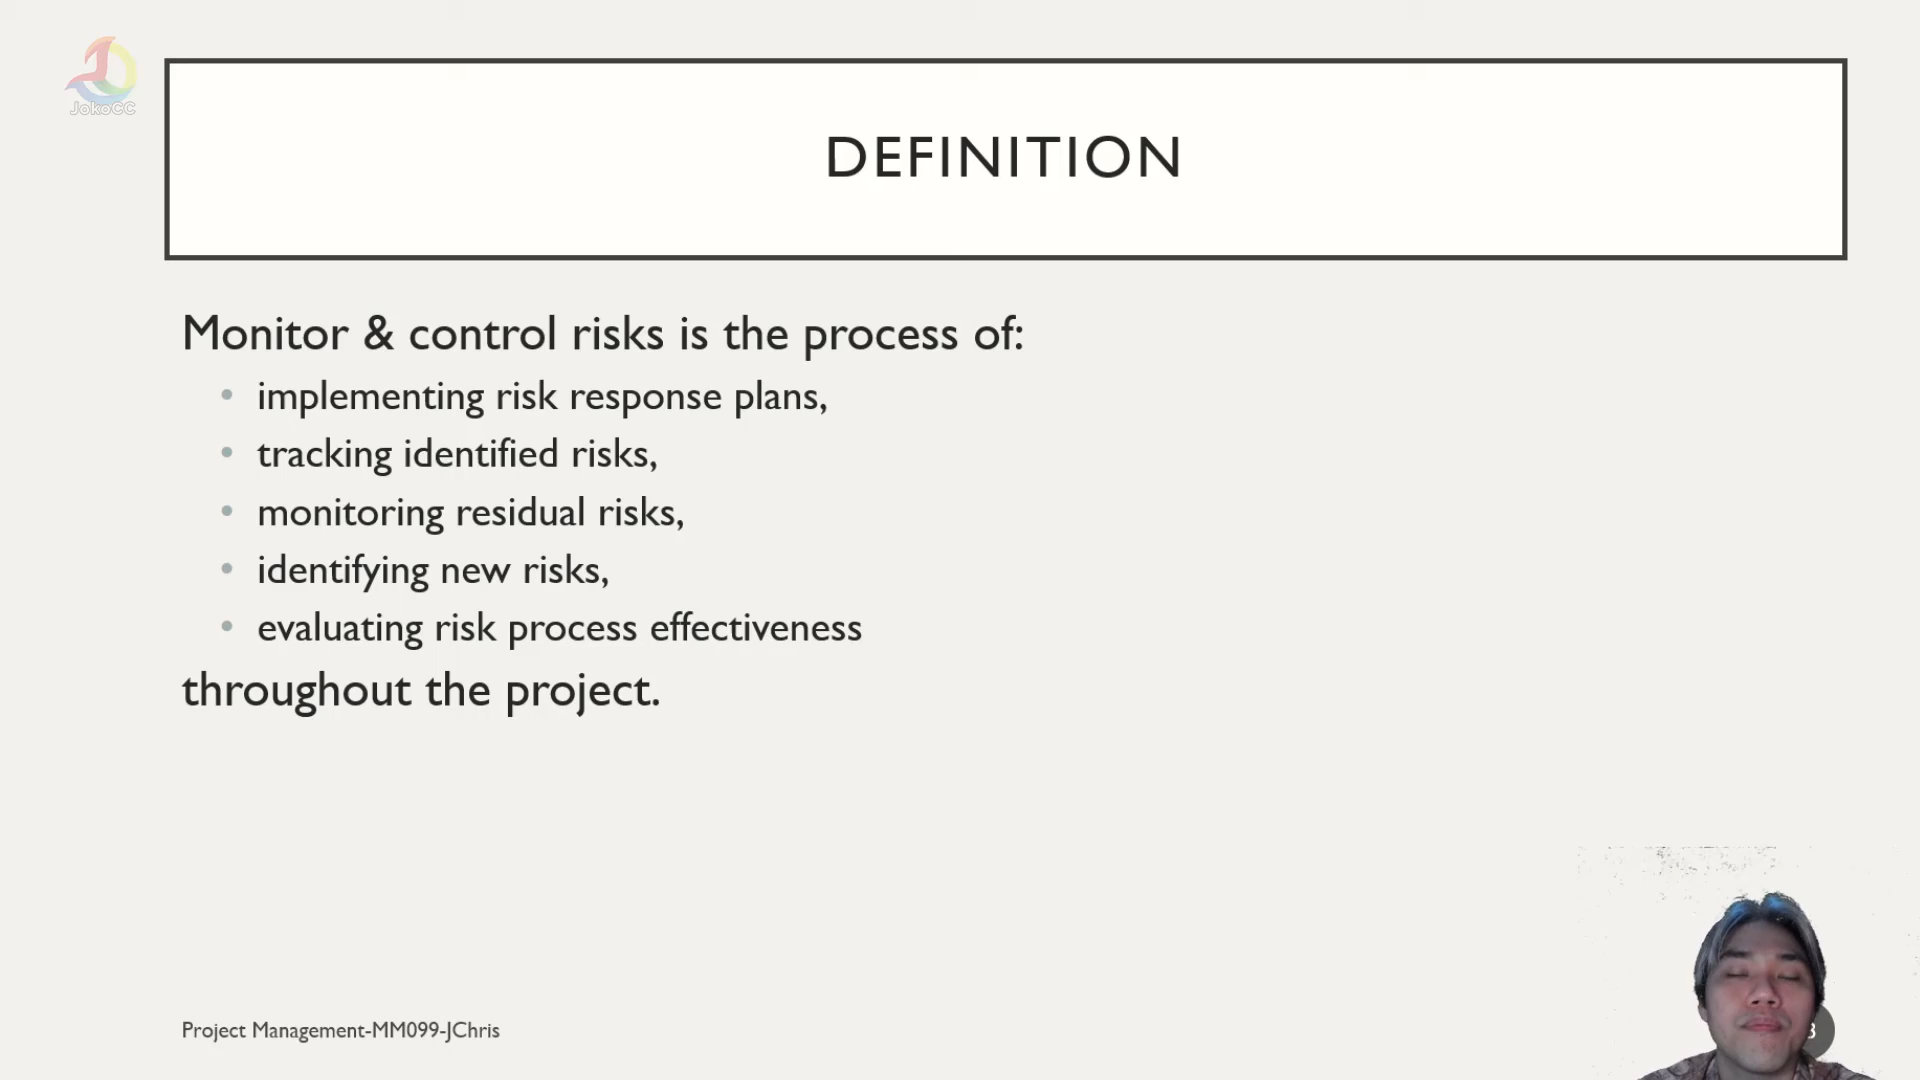 JokoCC
DEFINITION
Monitor & control risks is the process of:
• implementing risk response plans,
• tracking identified risks,
• monitoring residual risks,
• identifying new risks,
• evaluating risk process effectiveness
throughout the project.
Project Management-MM099-JChris